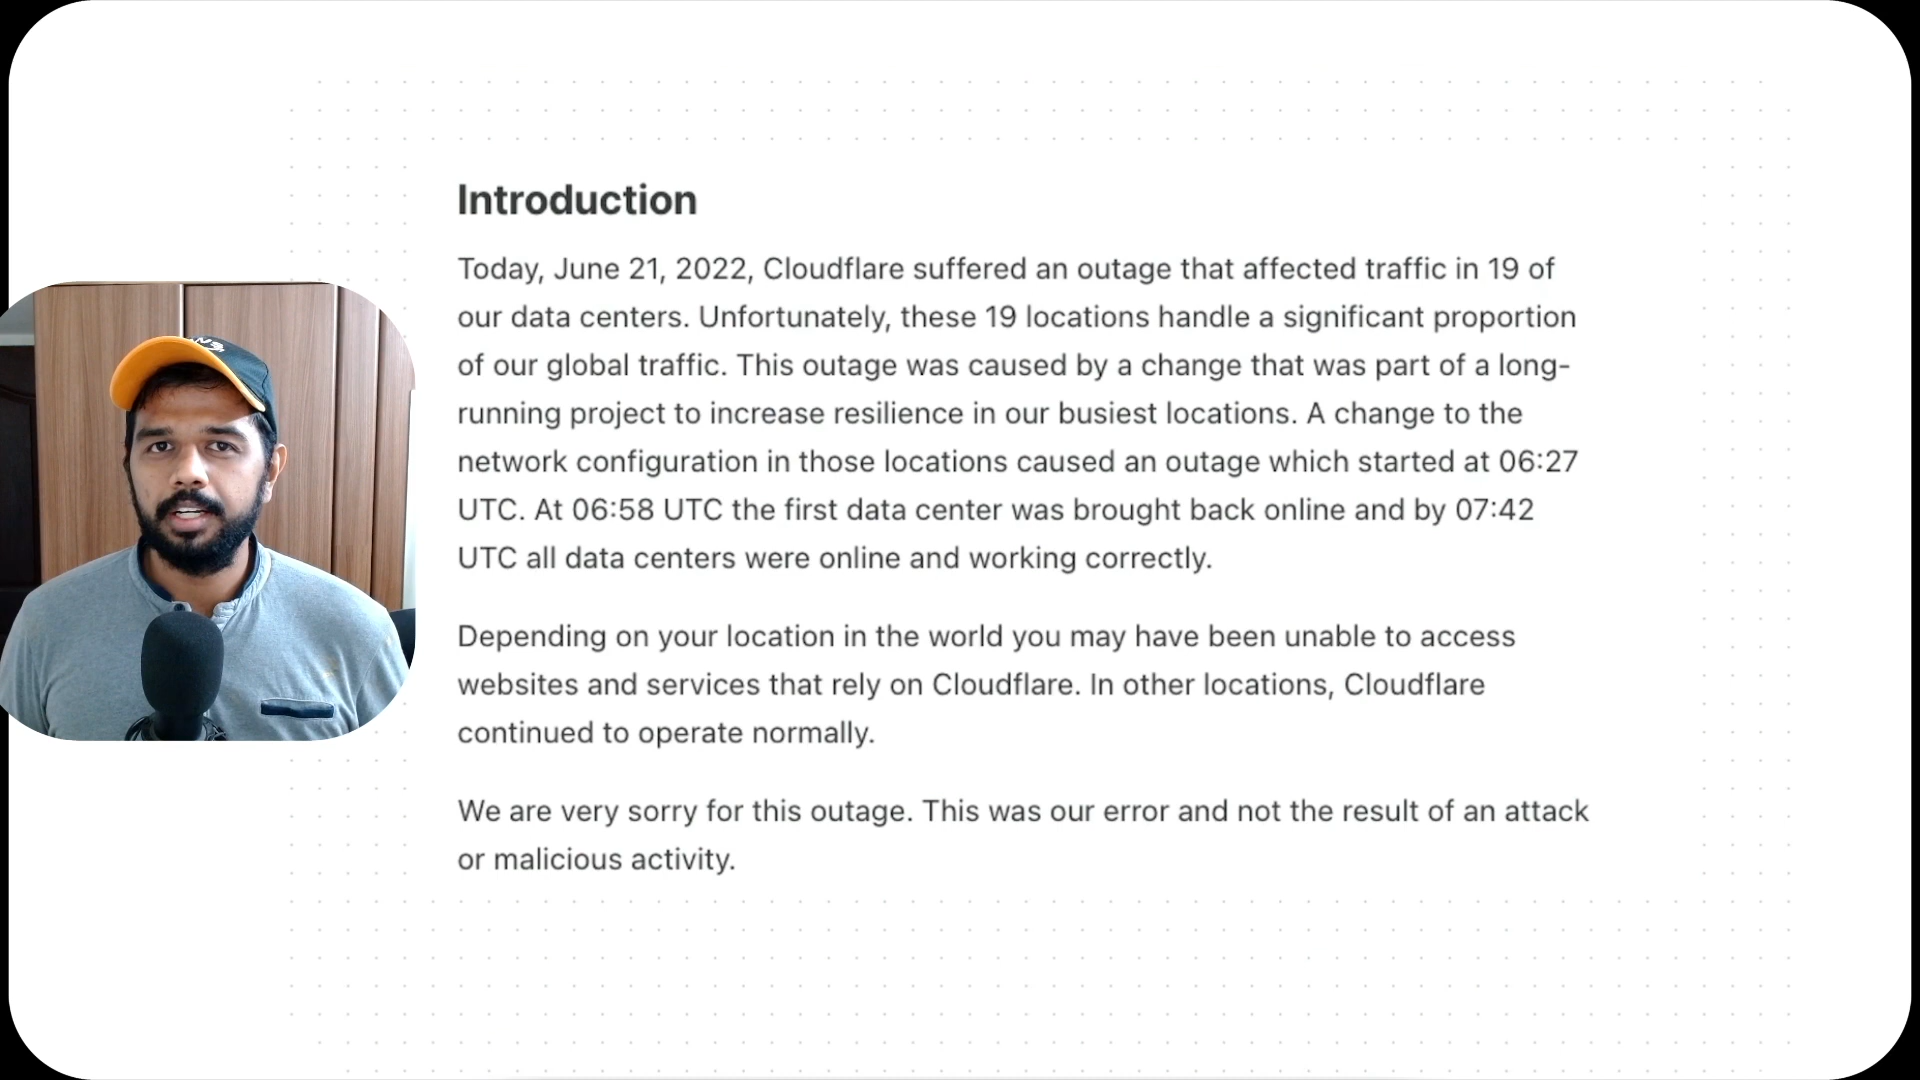 Introduction
Today, June 21, 2022, Cloudflare suffered an outage that affected traffic in 19 of
our data centers. Unfortunately, these 19 locations handle a significant proportion
of our global traffic. This outage was caused by a change that was part of a long-
running project to increase resilience in our busiest locations. A change to the
network configuration in those locations caused an outage which started at 06:27
UTC. At 06:58 UTC the first data center was brought back online and by 07:42
UTC all data centers were online and working correctly.
Depending on your location in the world you may have been unable to access
websites and services that rely on Cloudflare. In other locations, Cloudflare
continued to operate normally.
We are very sorry for this outage. This was our error and not the result of an attack
or malicious activity.